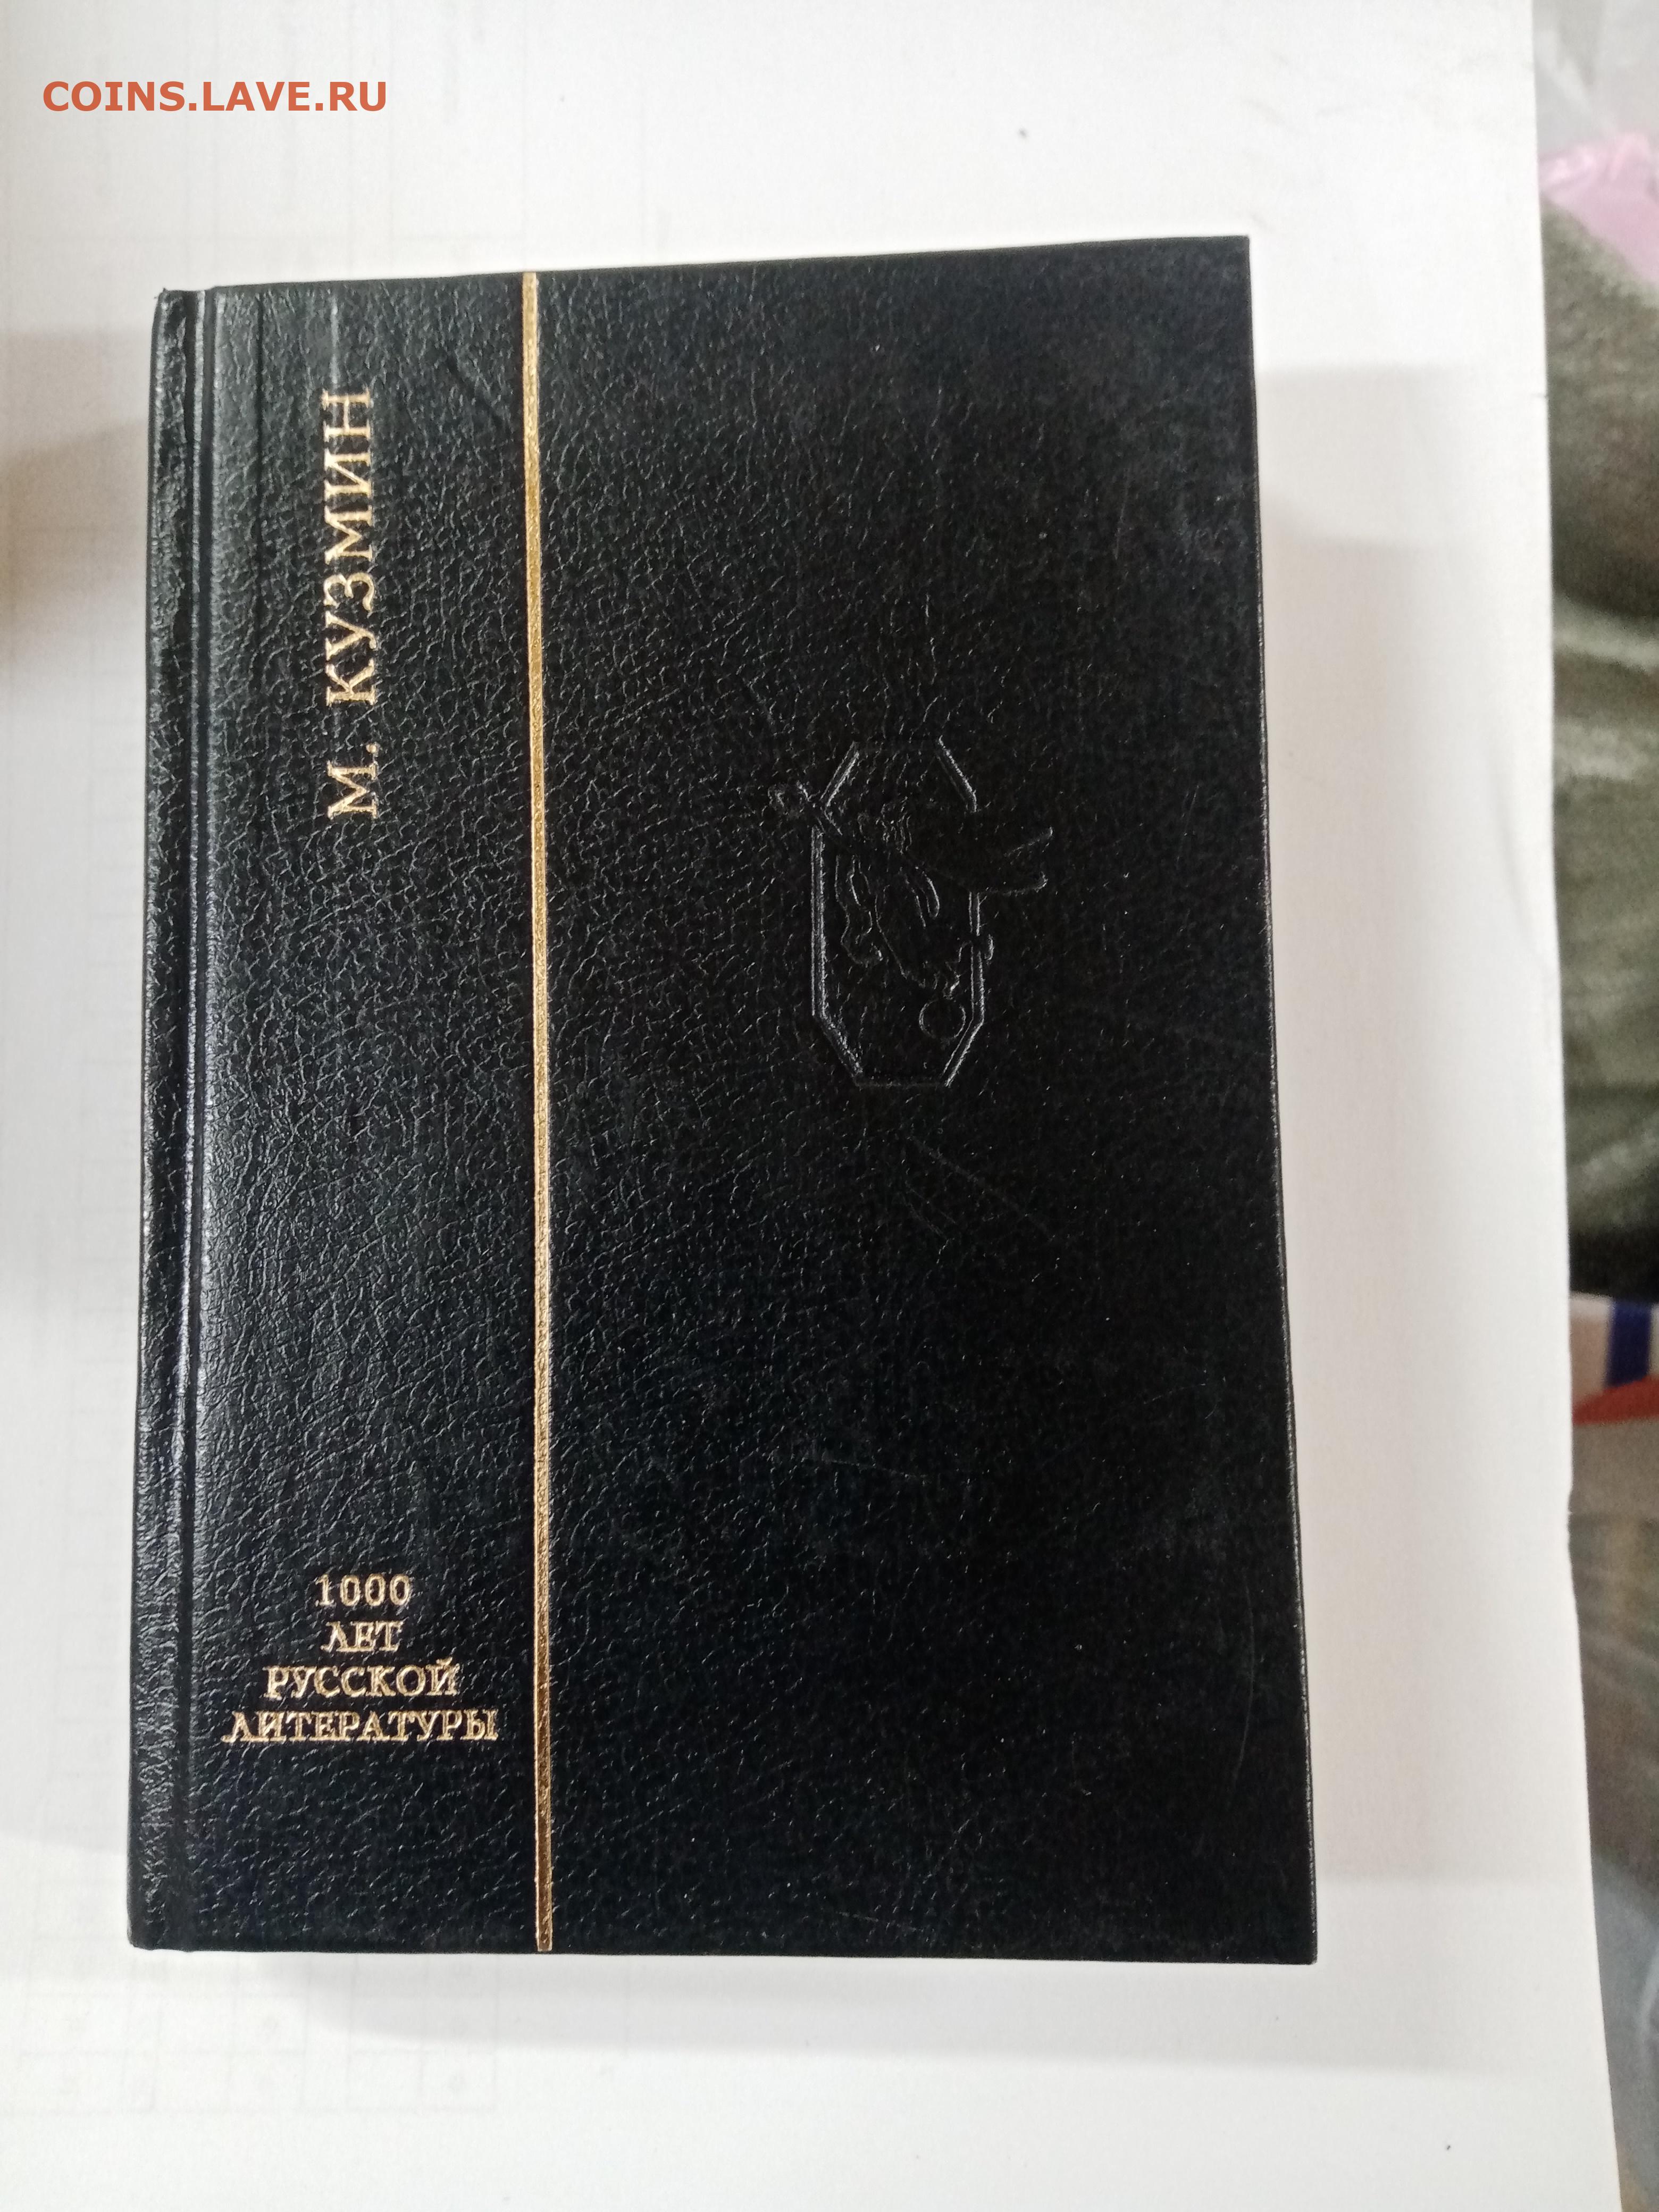 COINS.LAVE.RU
М. КУЗМИН
1000
ЛЕТ
РУССКОЙ
ЛИТЕРАТУРЫ